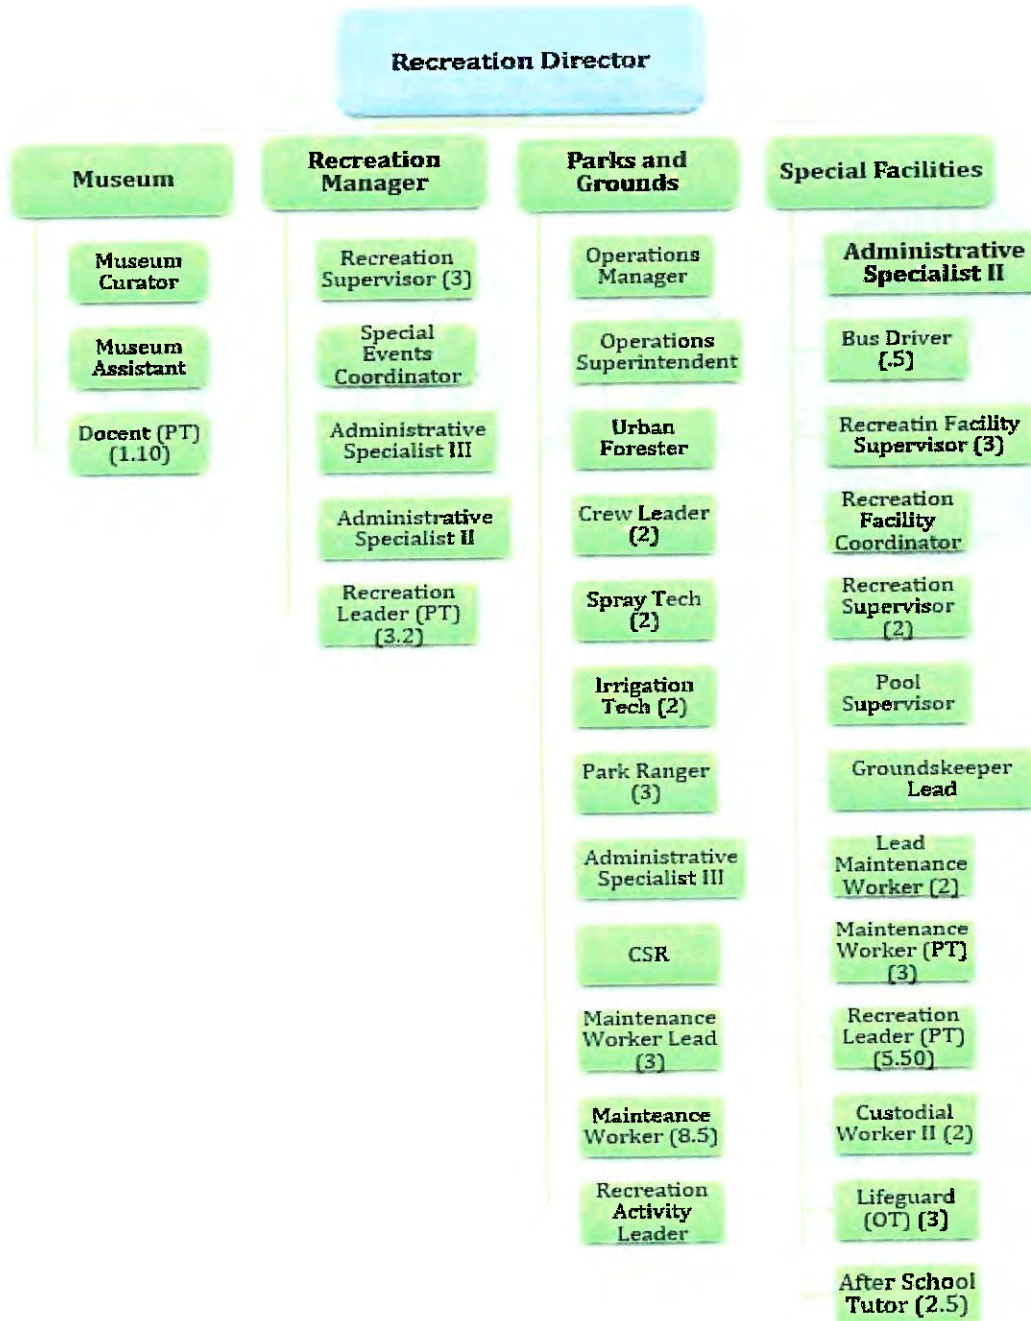 Recreation Director
Museum
Museum
Curator
Museum
Assistant
Docent (PT)
(1.10)
Recreation
Manager
Recreation
Supervisor (3)
Special
Events
Coordinator
Administrative
Specialist III
Administrative
Specialist II
Recreation
Leader (PT)
(3.2)
Parks and
Grounds
Operations
Manager
Operations
Superintendent
Urban
Forester
Crew Leader
(2)
Spray Tech
(2)
Irrigation
Tech (2)
Park Ranger
(3)
Administrative
Specialist III
CSR
Maintenance
Worker Lead
(3)
Mainteance
Worker (8.5)
Recreation
Activity
Leader
Special Facilities
Administrative
Specialist II
Bus Driver
(.5)
Recreatin Facility
Supervisor (3)
Recreation
Facility
Coordinator
Recreation
Supervisor
(2)
Pool
Supervisor
Groundskeeper
Lead
Lead
Maintenance
Worker (2)
Maintenance
Worker (PT)
(3)
Recreation
Leader (PT)
(5.50)
Custodial
Worker II (2)
Lifeguard
(OT) (3)
After School
Tutor (2.5)